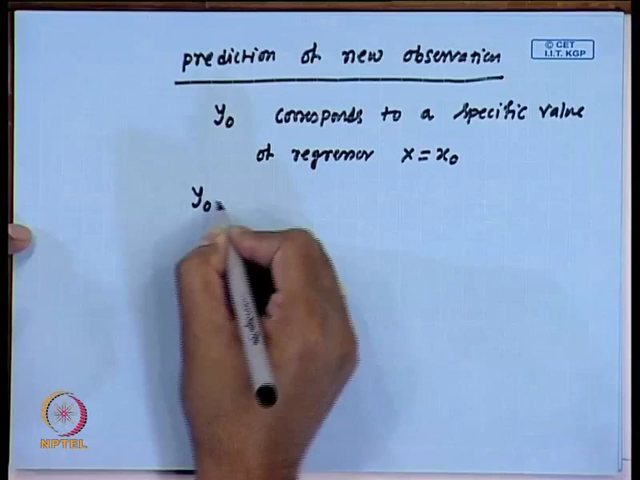 © CET
I.I.T. KGP
prediction of new observation
y₀ corresponds to a specific value
of regressor x = x₀
y₀
NPTEL